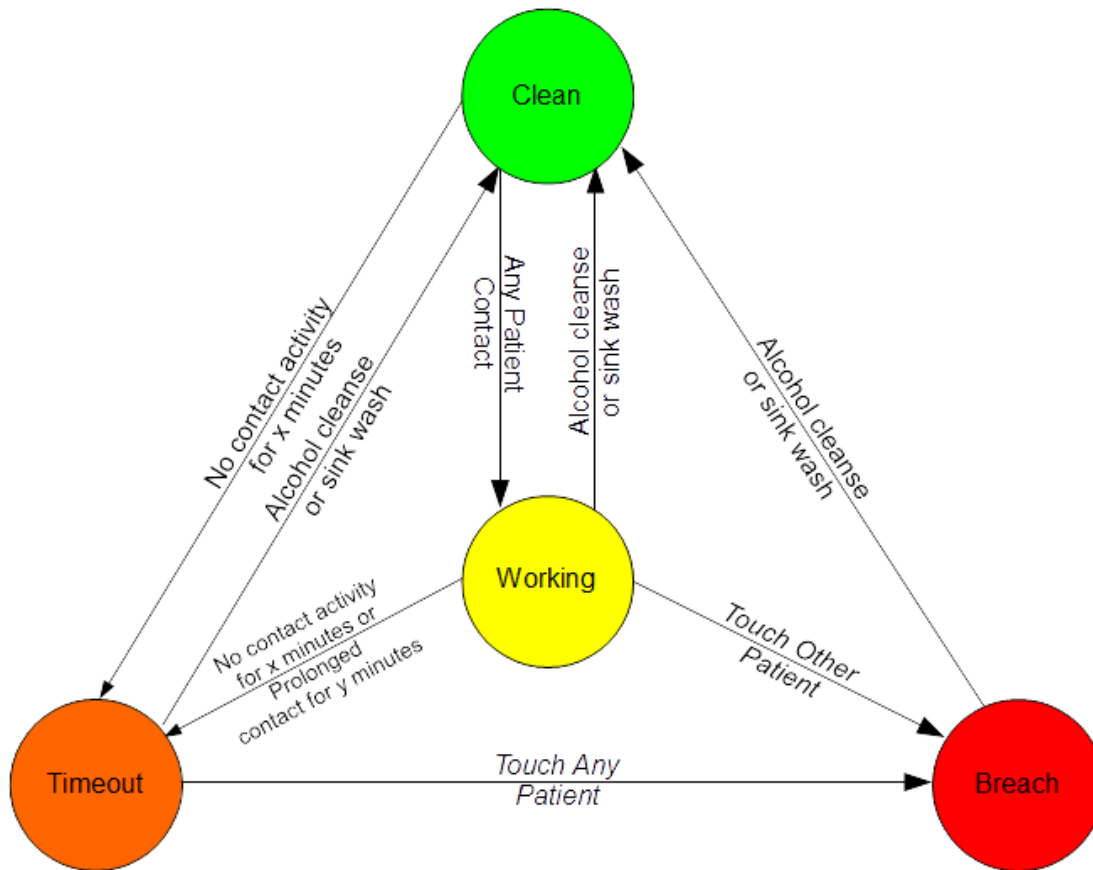 Clean
No contact activity
for x minutes
Alcohol cleanse
or sink wash
Any Patient
Contact
Alcohol cleanse
or sink wash
Alcohol cleanse
or sink wash
Working
No contact activity
for x minutes or
Prolonged
contact for y minutes
Touch Other
Patient
Timeout
Touch Any
Patient
Breach